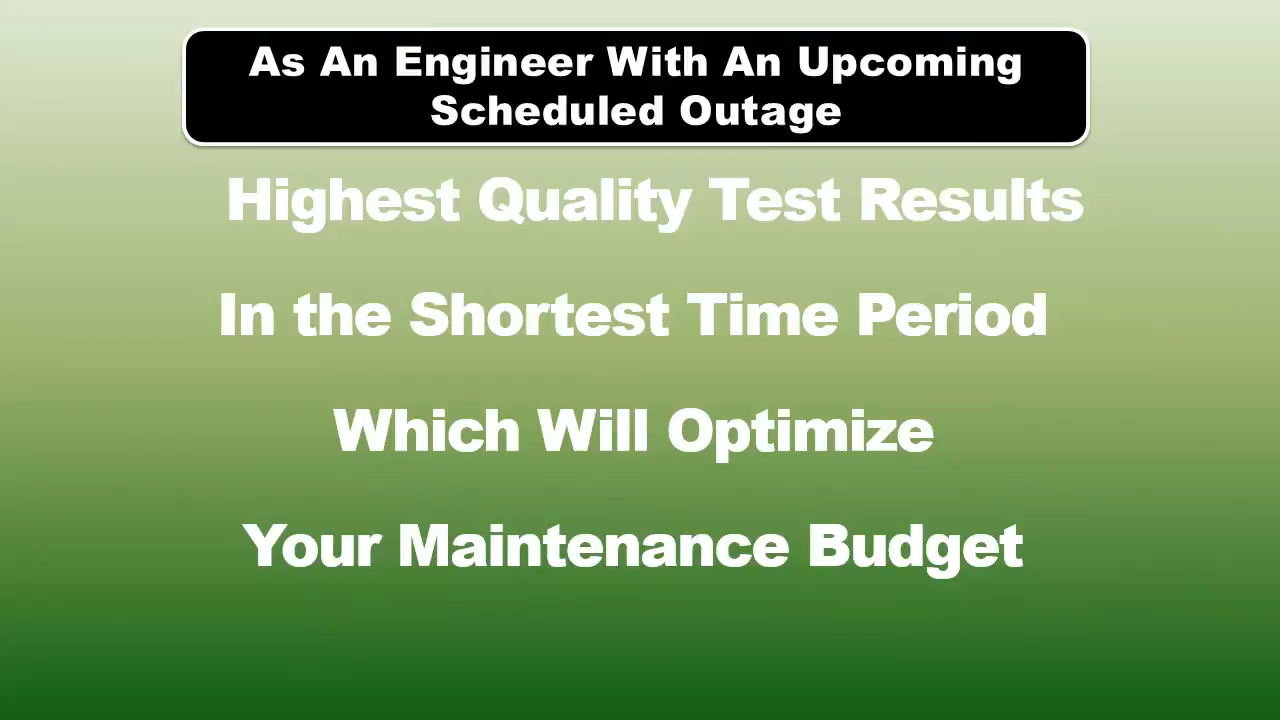 As An Engineer With An Upcoming
Scheduled Outage
Highest Quality Test Results
In the Shortest Time Period
Which Will Optimize
Your Maintenance Budget